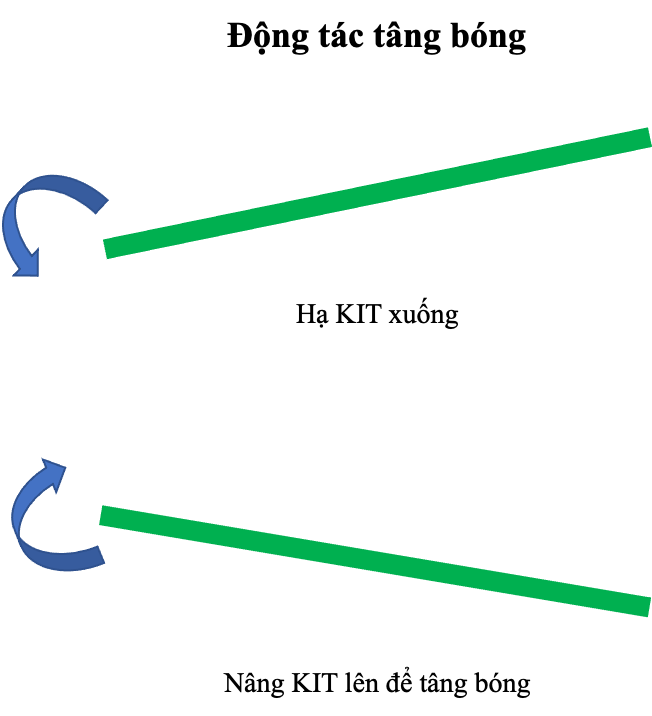 Động tác tâng bóng
Hạ KIT xuống
Nâng KIT lên để tâng bóng